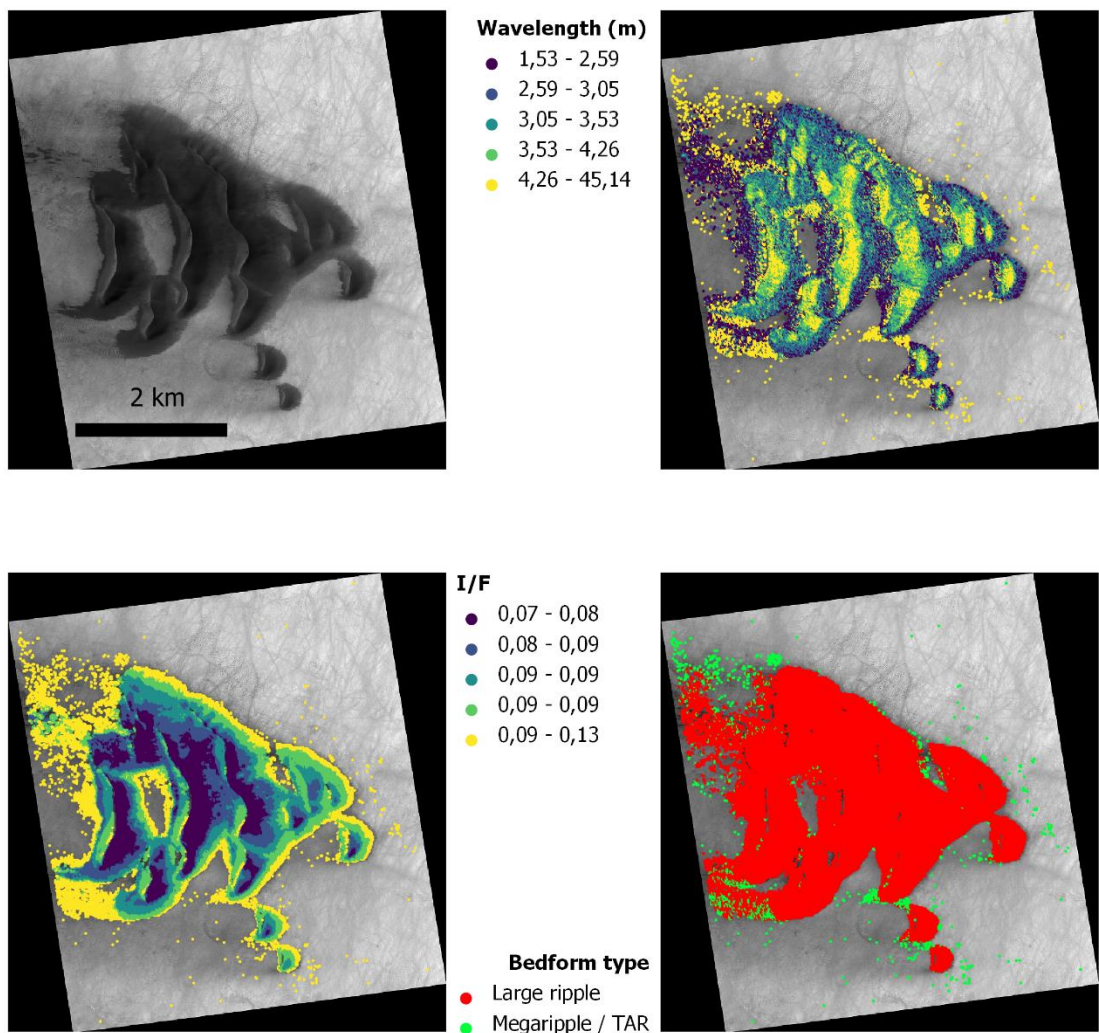 Wavelength (m)
1,53 - 2,59
2,59 - 3,05
3,05 - 3,53
3,53 - 4,26
4,26 - 45,14
2 km
I/F
0,07 - 0,08
0,08 - 0,09
0,09 - 0,09
0,09 - 0,09
0,09 - 0,13
Bedform type
Large ripple
Megaripple / TAR